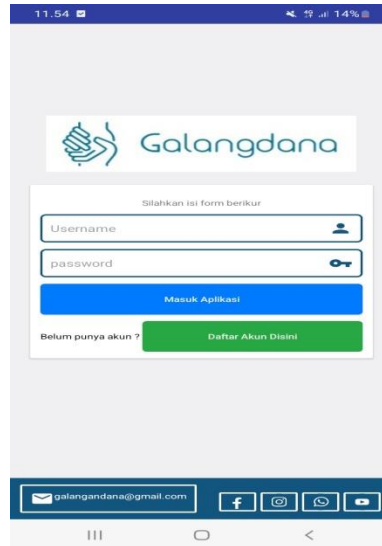 11.54 14%
Galangdana
Silahkan isi form berikur
Username
password
Masuk Aplikasi
Belum punya akun ? Daftar Akun Disini
galangandana@gmail.com